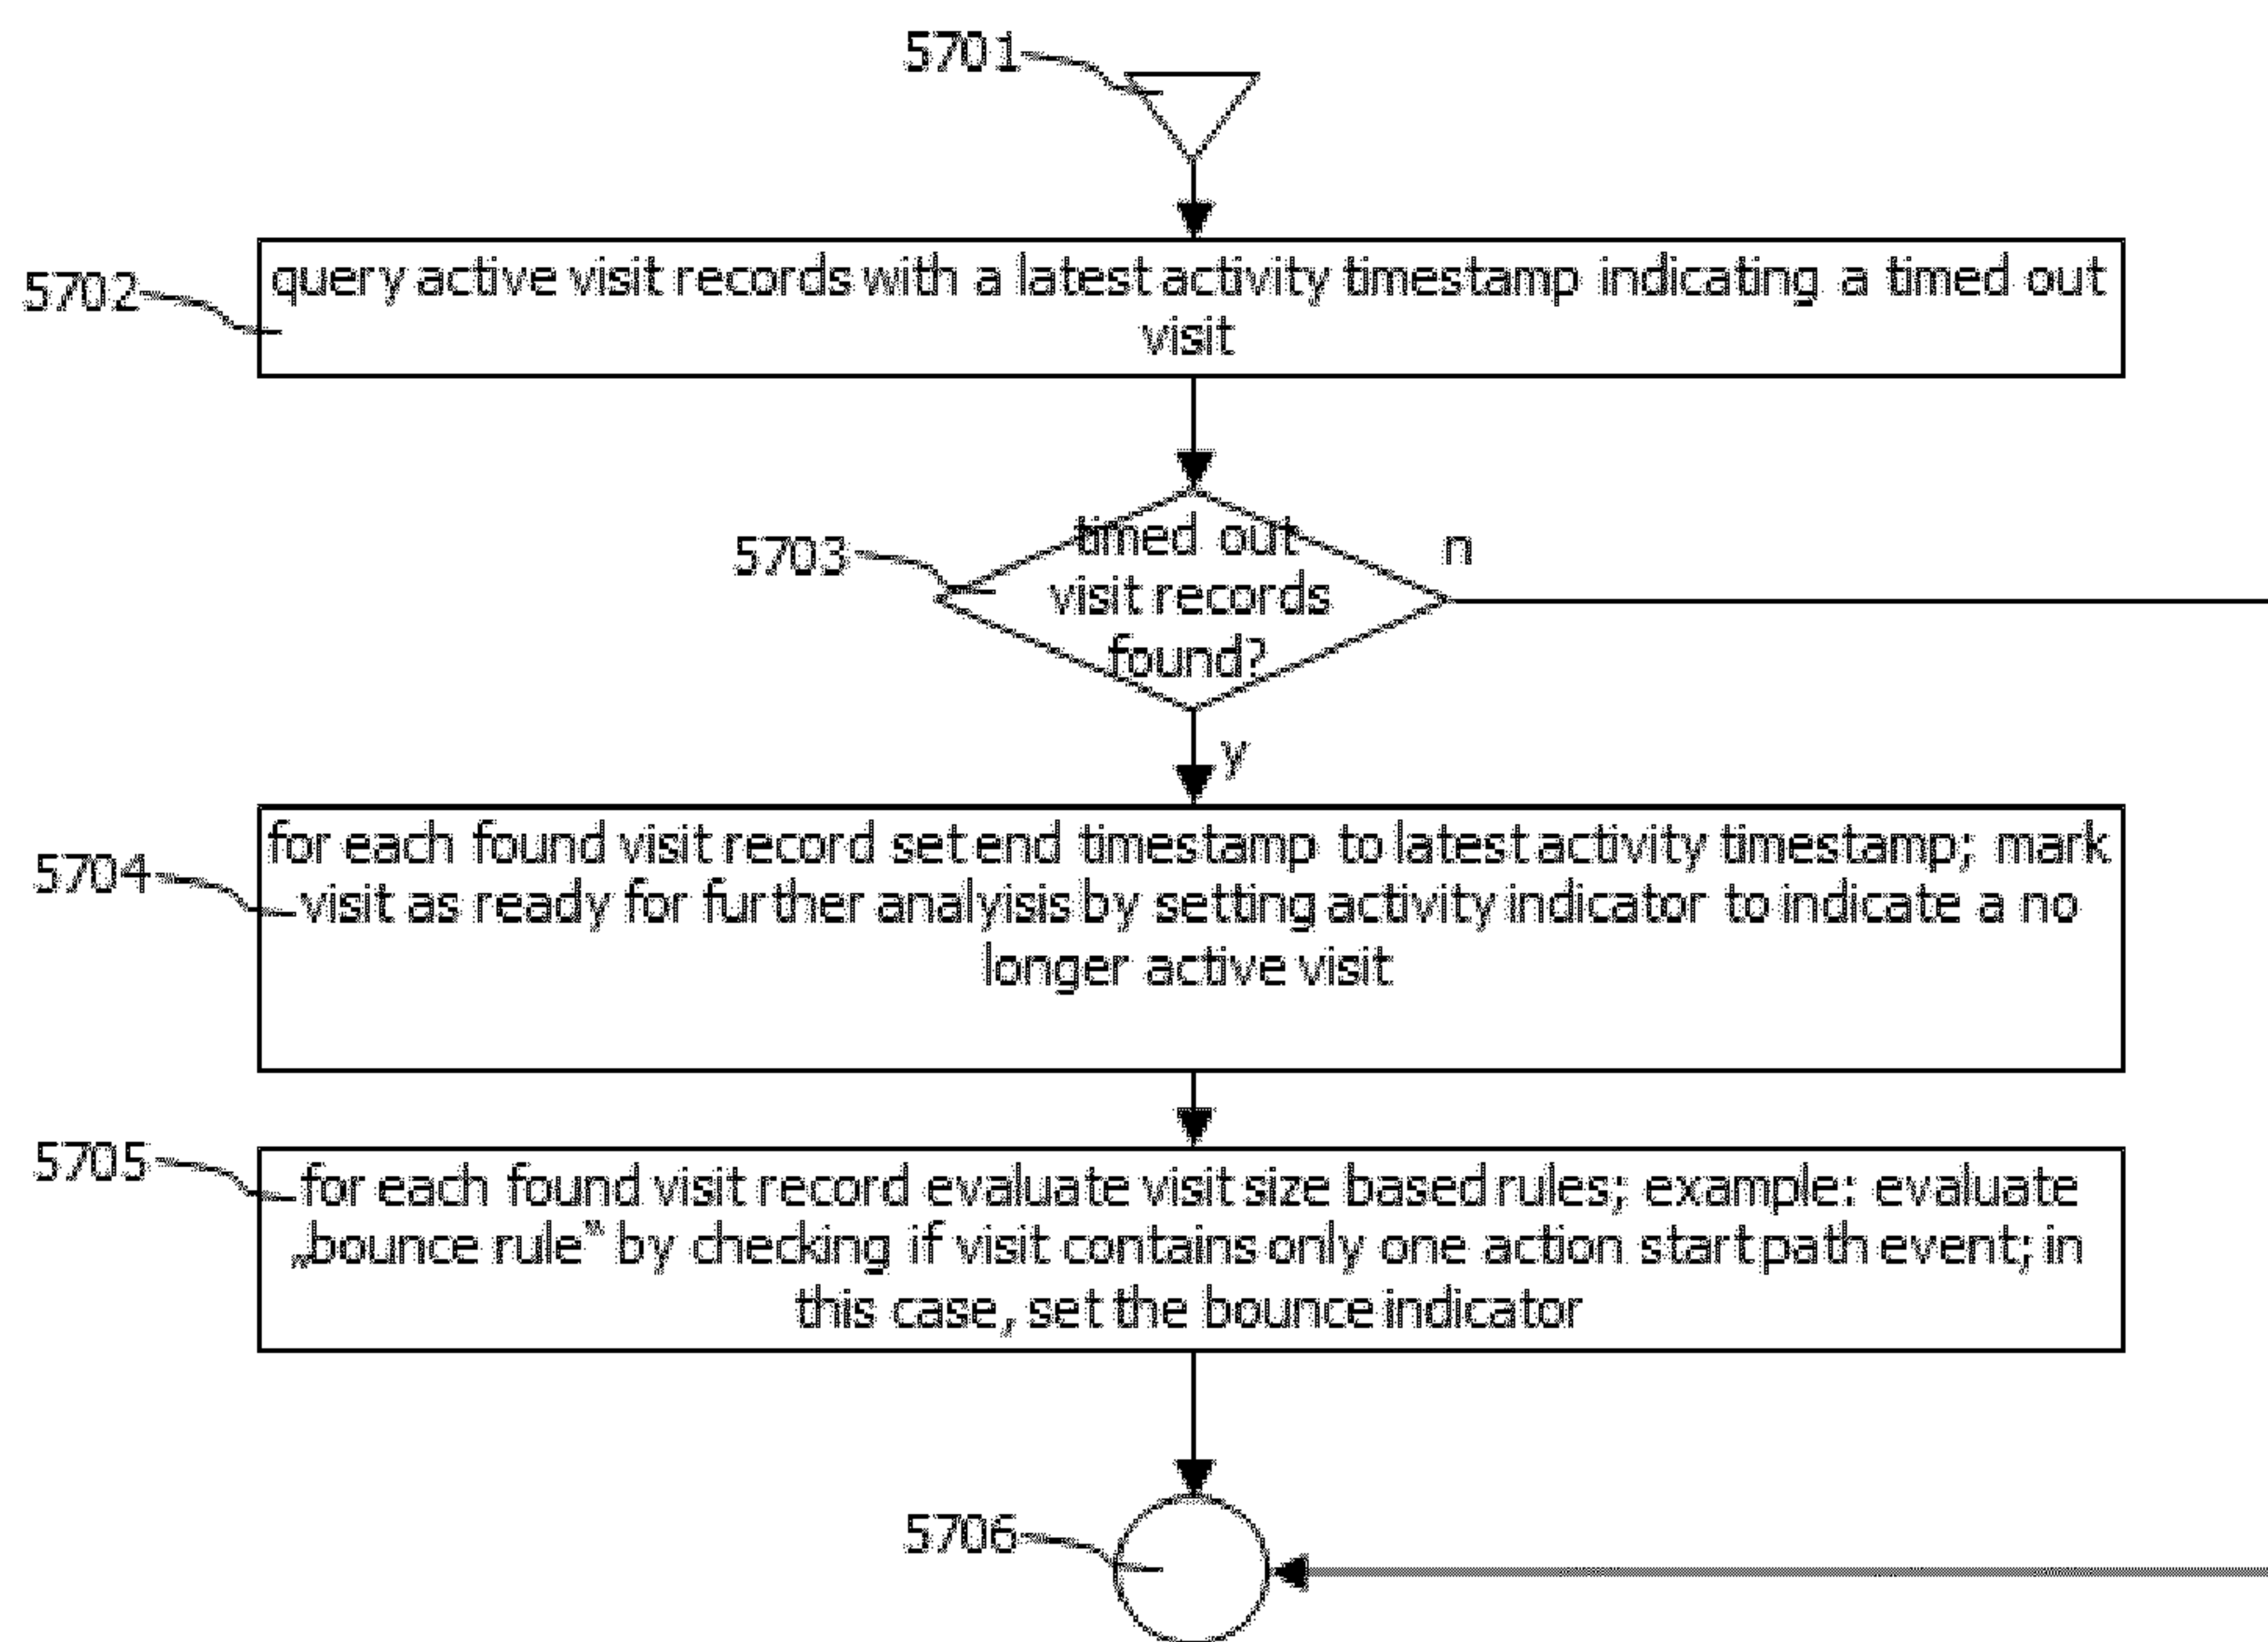 5701
5702
query active visit records with a latest activity timestamp indicating a timed out
visit
5703
timed out
visit records
found?
n
y
5704
for each found visit record set end timestamp to latest activity timestamp; mark
visit as ready for further analyisis by setting activity indicator to indicate a no
longer active visit
5705
for each found visit record evaluate visit size based rules; example: evaluate
„bounce rule“ by checking if visit contains only one action start path event; in
this case, set the bounce indicator
5706